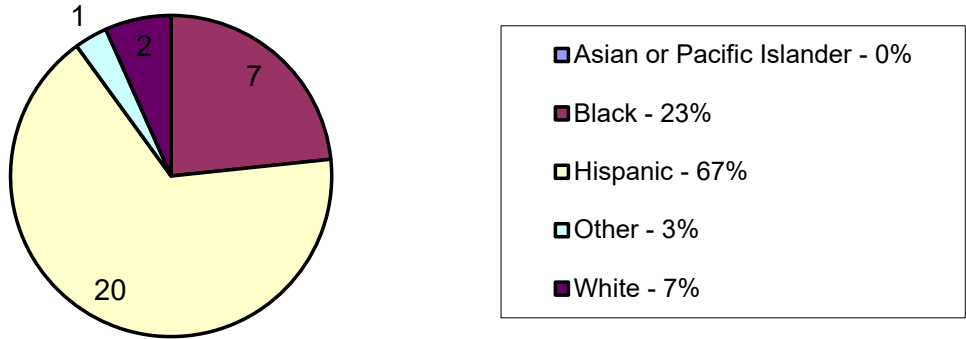 1
2
7
20
Asian or Pacific Islander - 0%
Black - 23%
Hispanic - 67%
Other - 3%
White - 7%